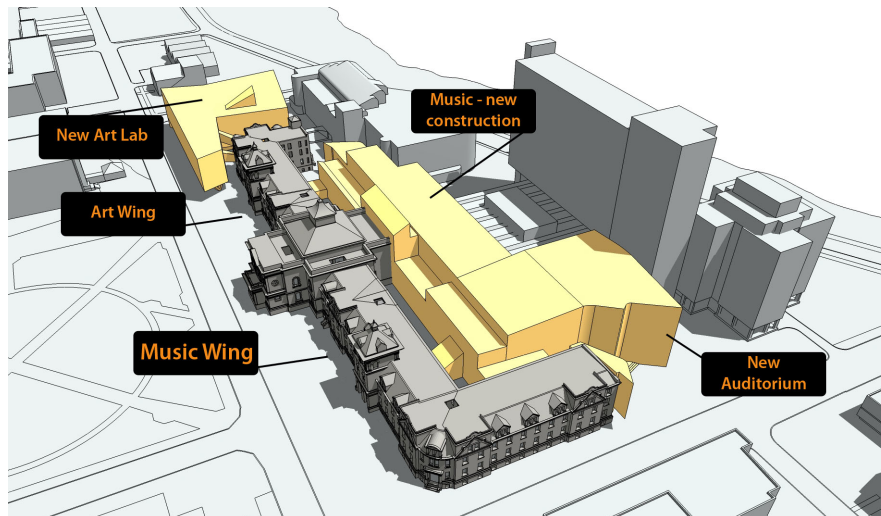 Music - new
construction
New Art Lab
Art Wing
Music Wing
New
Auditorium